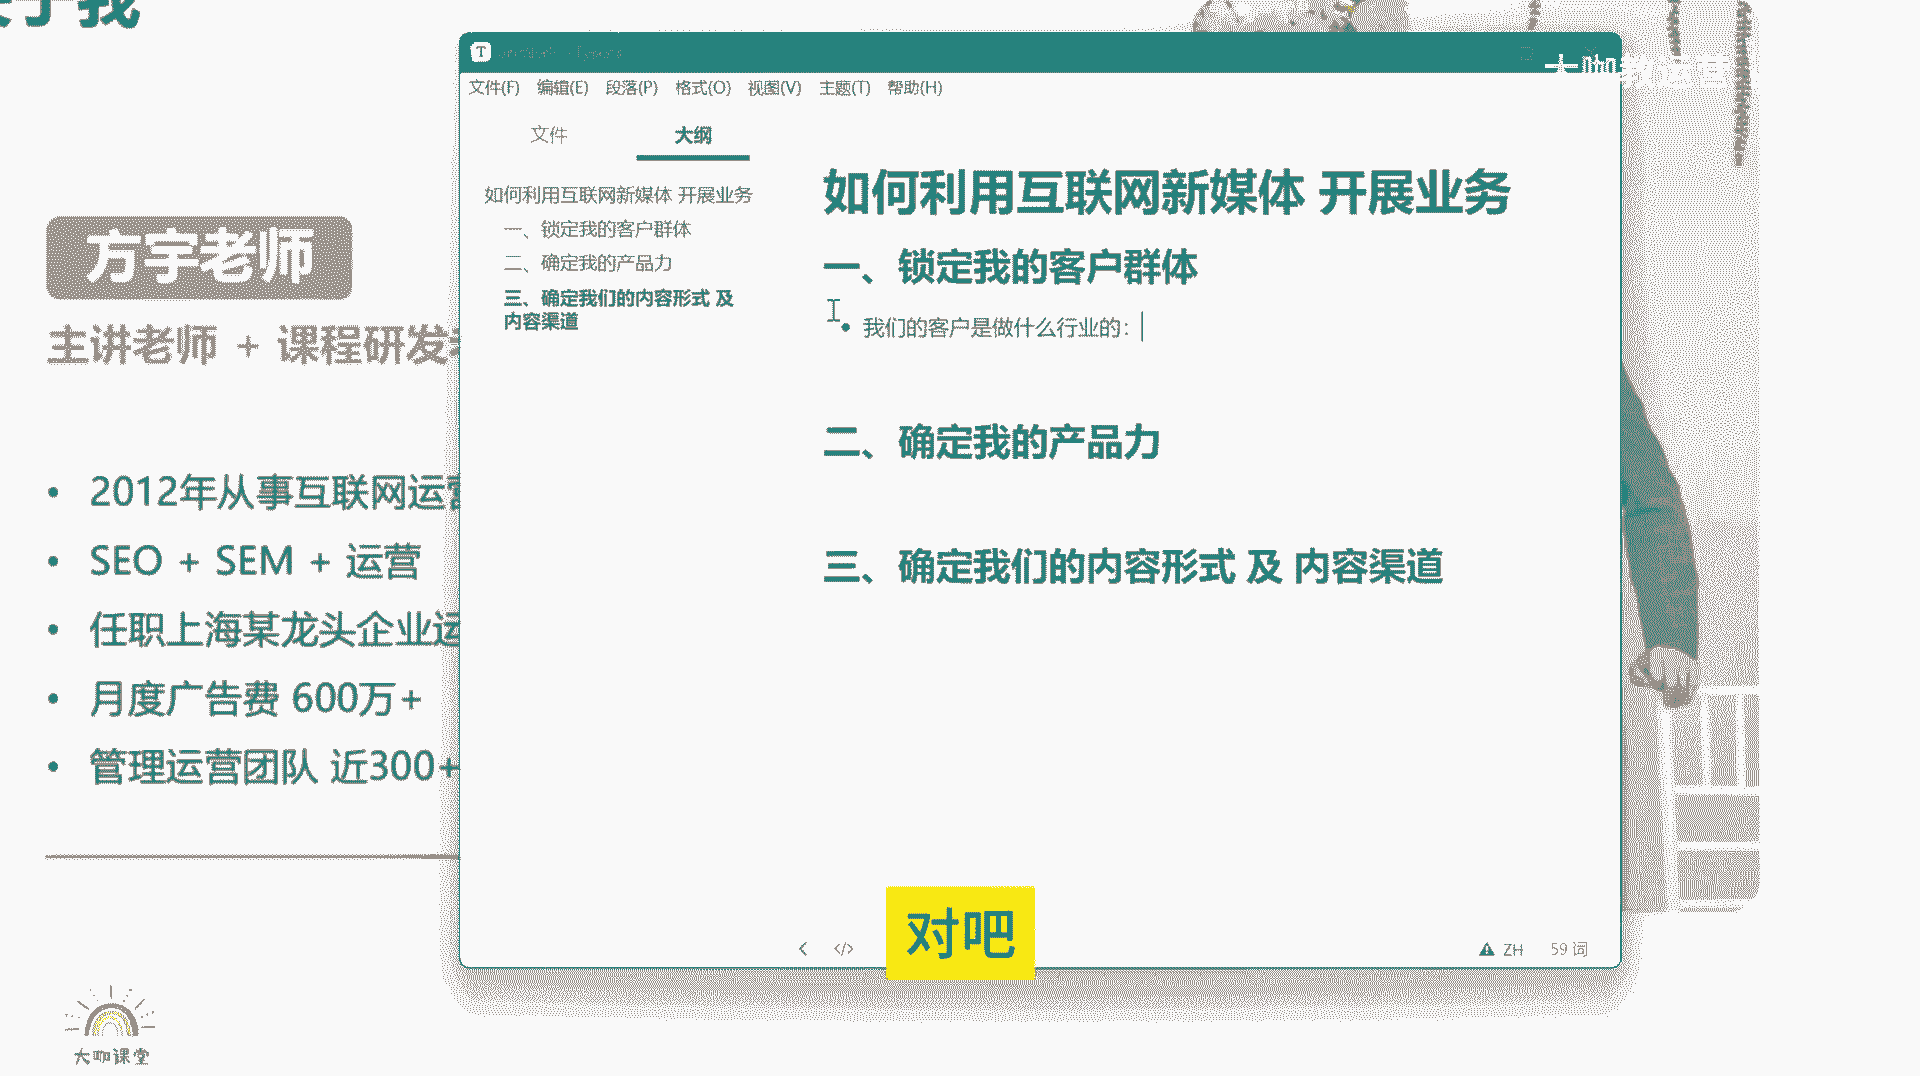 于我
方宇老师
主讲老师 + 课程研发
2012年从事互联网运营
SEO + SEM + 运营
任职上海某龙头企业运
月度广告费 600万+
管理运营团队 近300+
大咖课堂
大咖教运营
文件(F) 编辑(E) 段落(P) 格式(O) 视图(V) 主题(T) 帮助(H)
文件 大纲
如何利用互联网新媒体 开展业务
一、锁定我的客户群体
二、确定我的产品力
三、确定我们的内容形式 及
内容渠道
如何利用互联网新媒体 开展业务
一、锁定我的客户群体
我们的客户是做什么行业的：
二、确定我的产品力
三、确定我们的内容形式 及 内容渠道
</> ZH 59 词
对吧